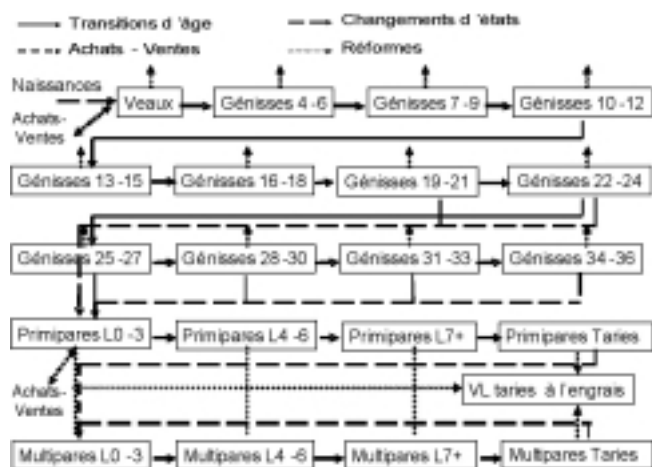 Transitions d 'âge
Changements d 'états
Achats - Ventes
Réformes
Naissances
Veaux
Génisses 4 -6
Génisses 7 -9
Génisses 10 -12
Achats-
Ventes
Génisses 13 -15
Génisses 16 -18
Génisses 19 -21
Génisses 22 -24
Génisses 25 -27
Génisses 28 -30
Génisses 31 -33
Génisses 34 -36
Primipares L0 -3
Primipares L4 -6
Primipares L7+
Primipares Taries
Achats-
Ventes
VL taries à l'engrais
Multipares L0 -3
Multipares L4 -6
Multipares L7+
Multipares Taries